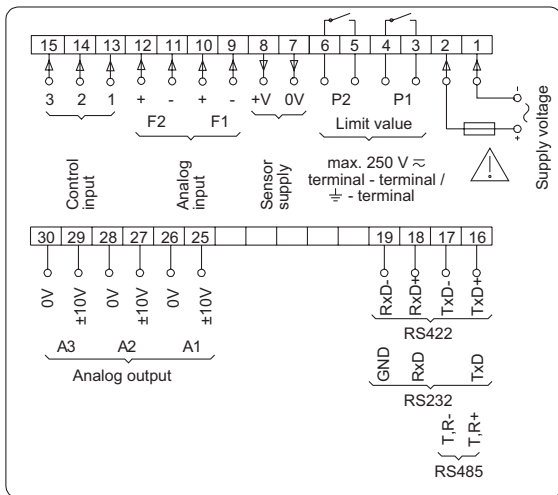 15 14 13 12 11 10 9 8 7 6 5 4 3 2 1
3 2 1 + - + - +V 0V P2 P1 -
F2 F1 +
Limit value
Control input
Analog input
Sensor supply
max. 250 V ≂
terminal - terminal /
⏚ - terminal
Supply voltage
30 29 28 27 26 25 19 18 17 16
0V ±10V 0V ±10V 0V ±10V RxD- RxD+ TxD- TxD+
A3 A2 A1
Analog output
RS422
GND RxD TxD
RS232
T,R- T,R+
RS485